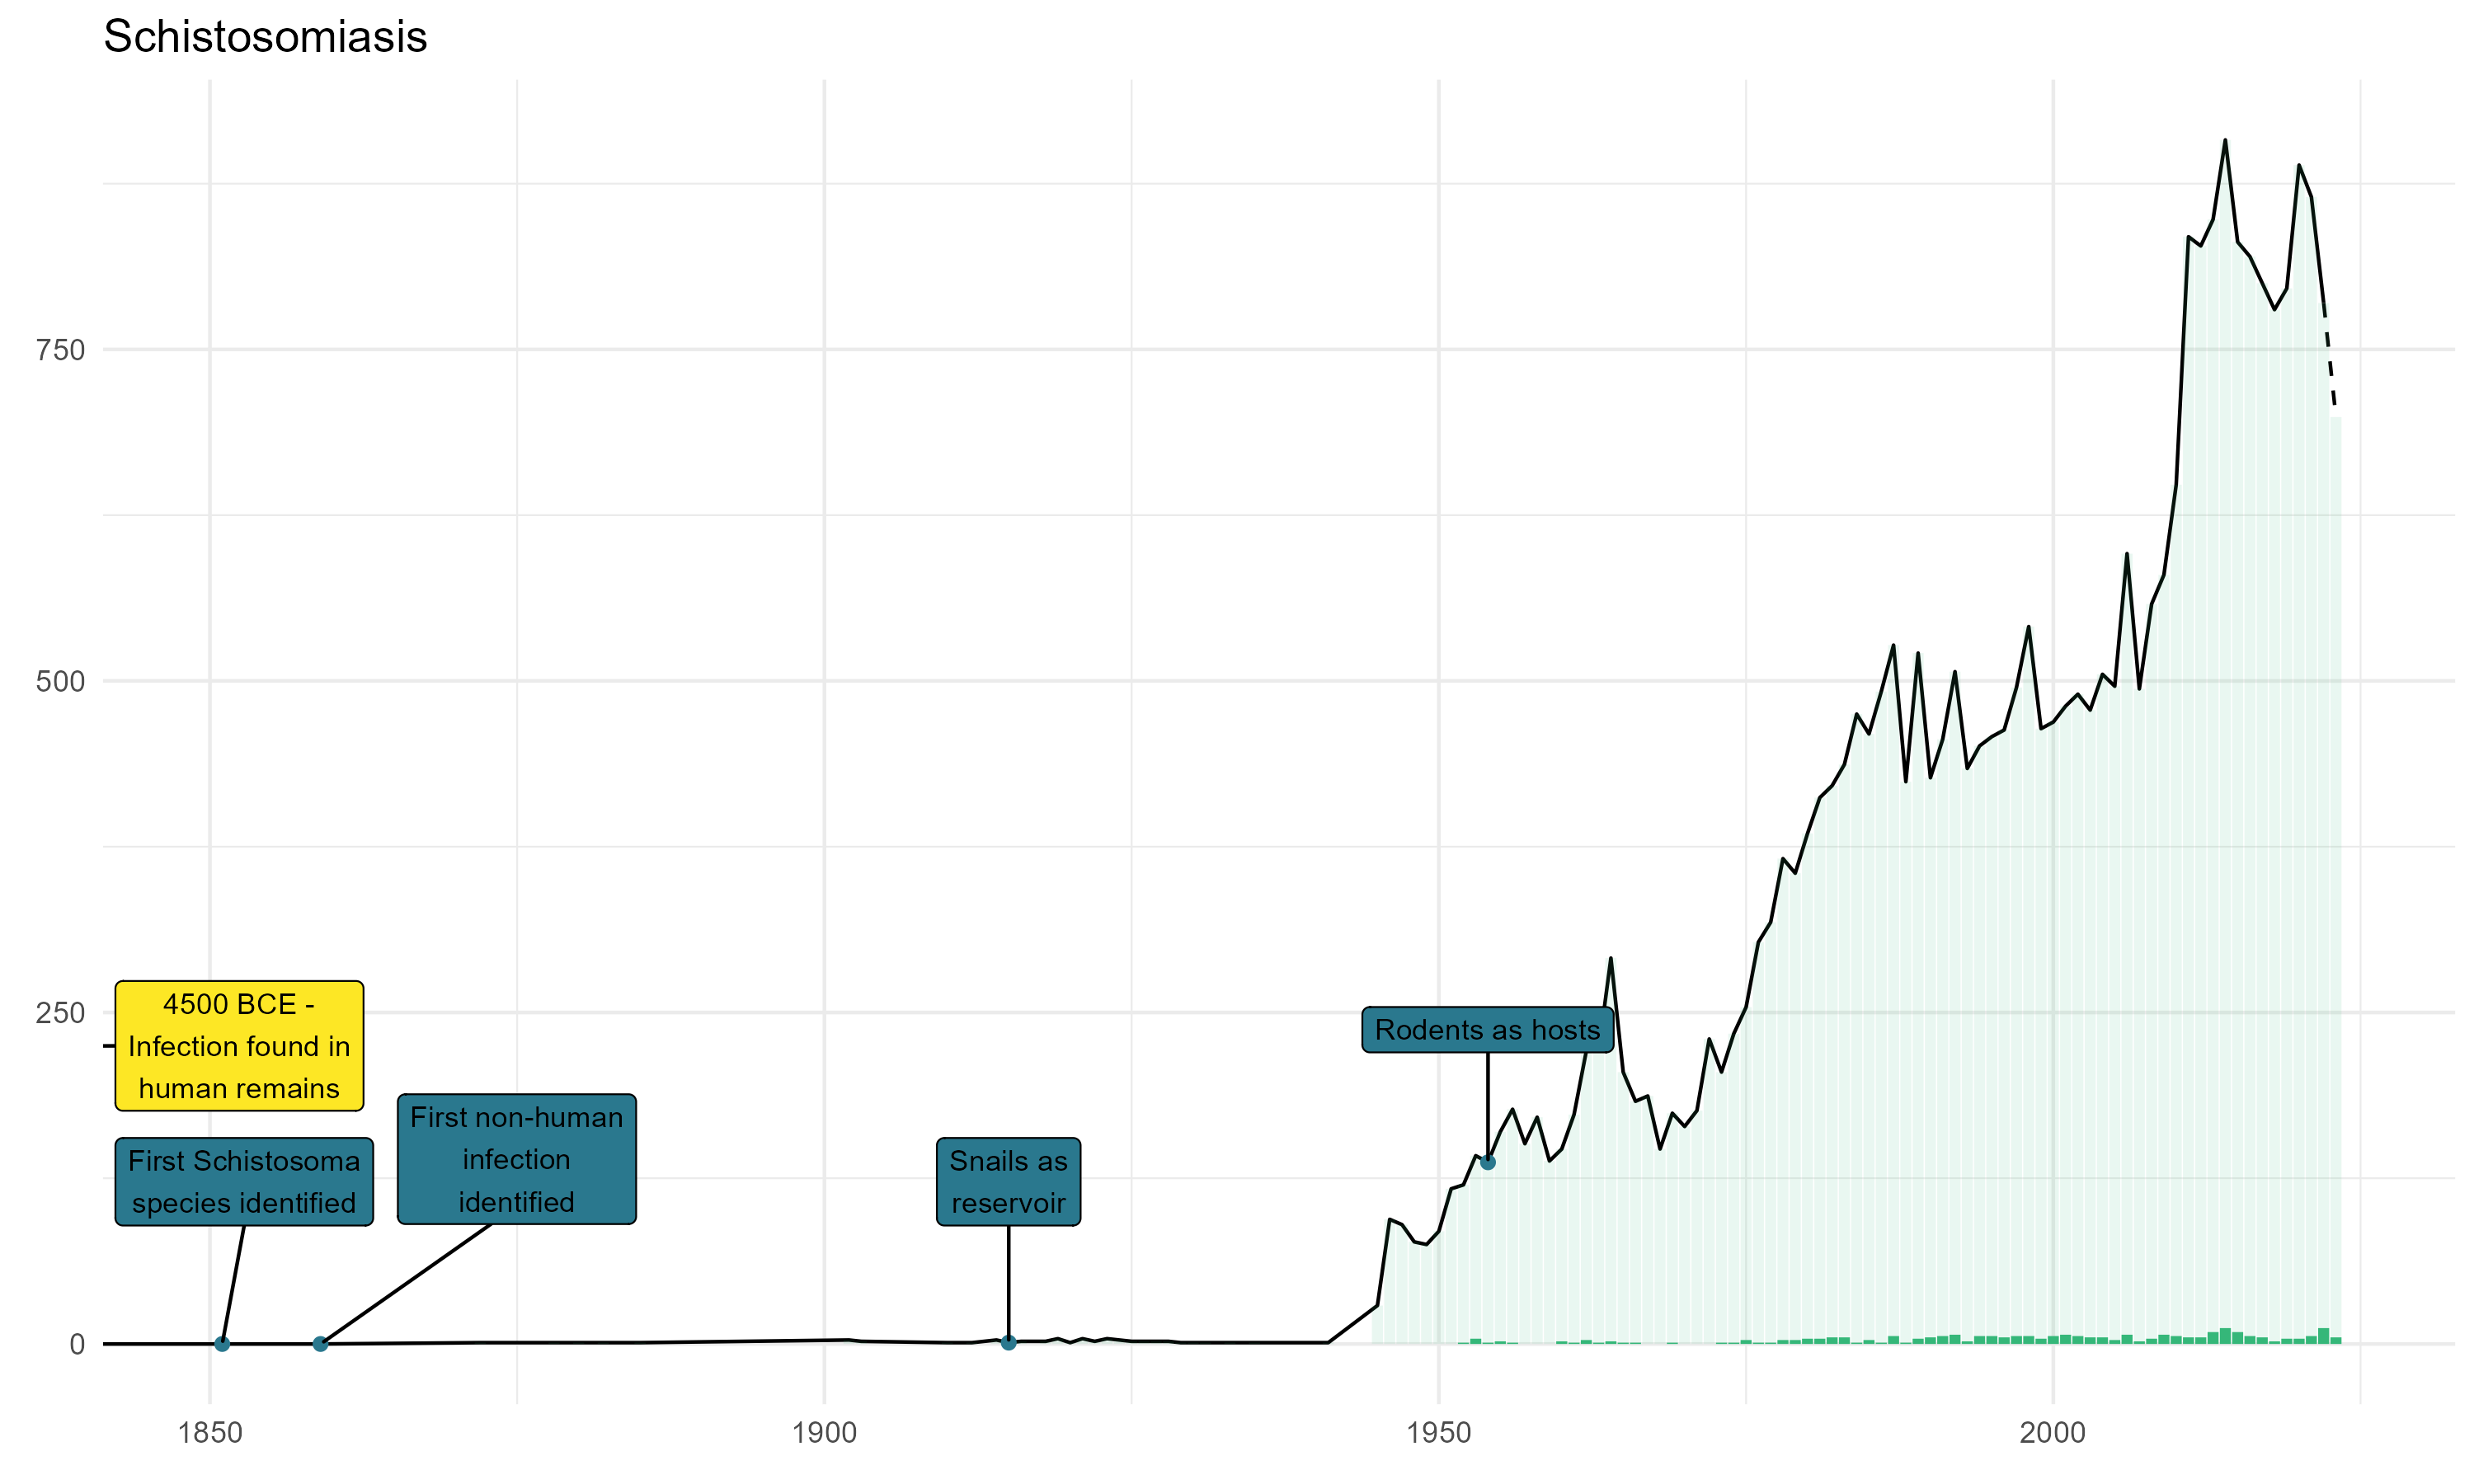 Schistosomiasis
750
500
250
0
4500 BCE -
Infection found in
human remains
First Schistosoma
species identified
First non-human
infection
identified
Snails as
reservoir
Rodents as hosts
1850
1900
1950
2000